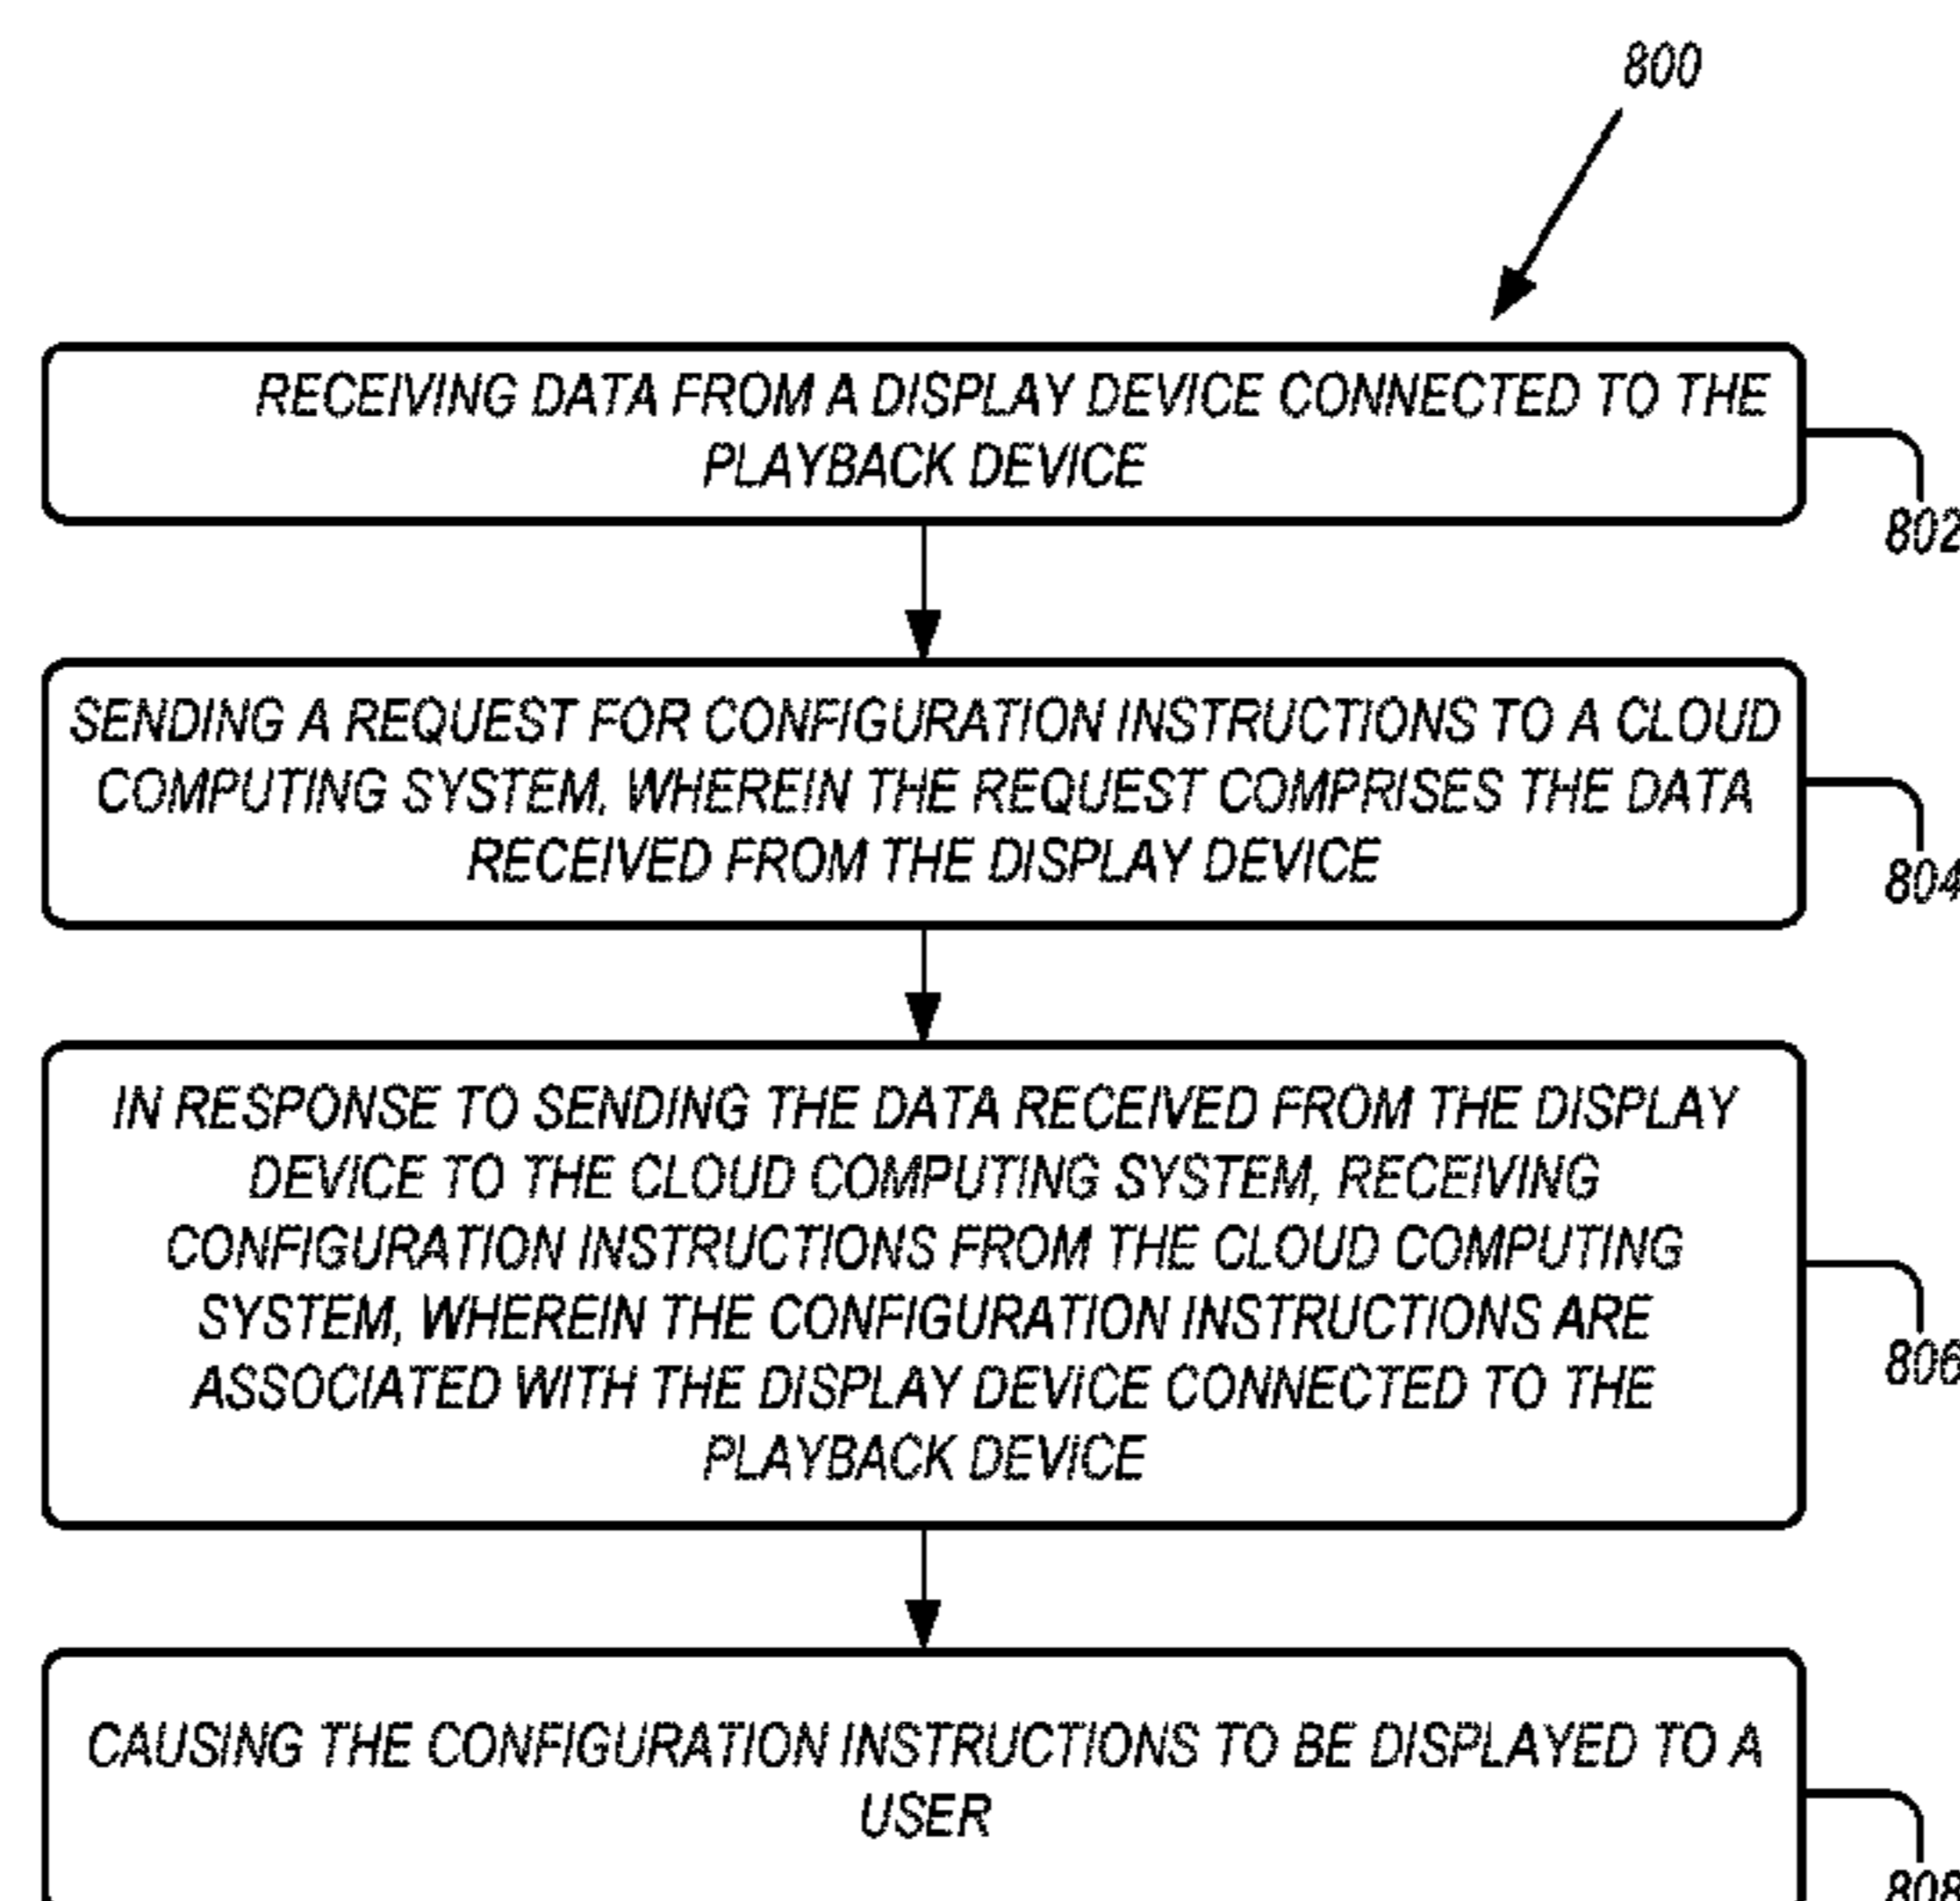 800
RECEIVING DATA FROM A DISPLAY DEVICE CONNECTED TO THE
PLAYBACK DEVICE
802
SENDING A REQUEST FOR CONFIGURATION INSTRUCTIONS TO A CLOUD
COMPUTING SYSTEM, WHEREIN THE REQUEST COMPRISES THE DATA
RECEIVED FROM THE DISPLAY DEVICE
804
IN RESPONSE TO SENDING THE DATA RECEIVED FROM THE DISPLAY
DEVICE TO THE CLOUD COMPUTING SYSTEM, RECEIVING
CONFIGURATION INSTRUCTIONS FROM THE CLOUD COMPUTING
SYSTEM, WHEREIN THE CONFIGURATION INSTRUCTIONS ARE
ASSOCIATED WITH THE DISPLAY DEVICE CONNECTED TO THE
PLAYBACK DEVICE
806
CAUSING THE CONFIGURATION INSTRUCTIONS TO BE DISPLAYED TO A
USER
808